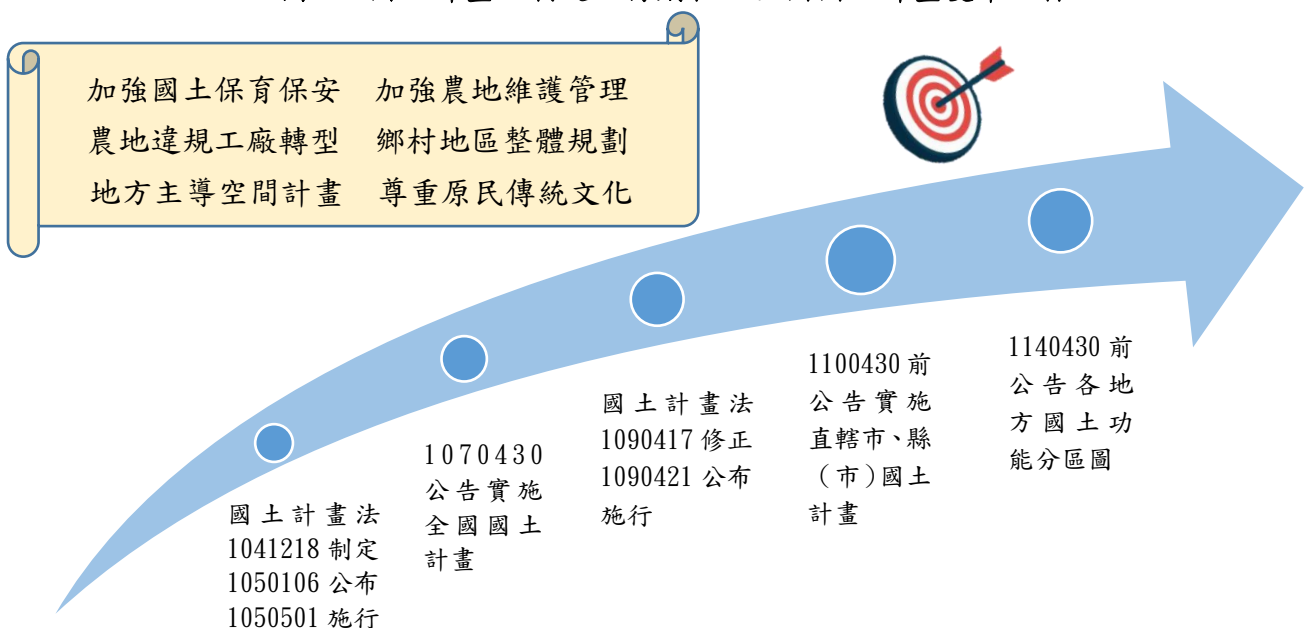 加強國土保育保安 加強農地維護管理
農地違規工廠轉型 鄉村地區整體規劃
地方主導空間計畫 尊重原民傳統文化
國土計畫法
1041218 制定
1050106 公布
1050501 施行
1070430
公告實施
全國國土
計畫
國土計畫法
1090417 修正
1090421 公布
施行
1100430 前
公告實施
直轄市、縣
（市）國土
計畫
1140430 前
公告各地
方國土功
能分區圖